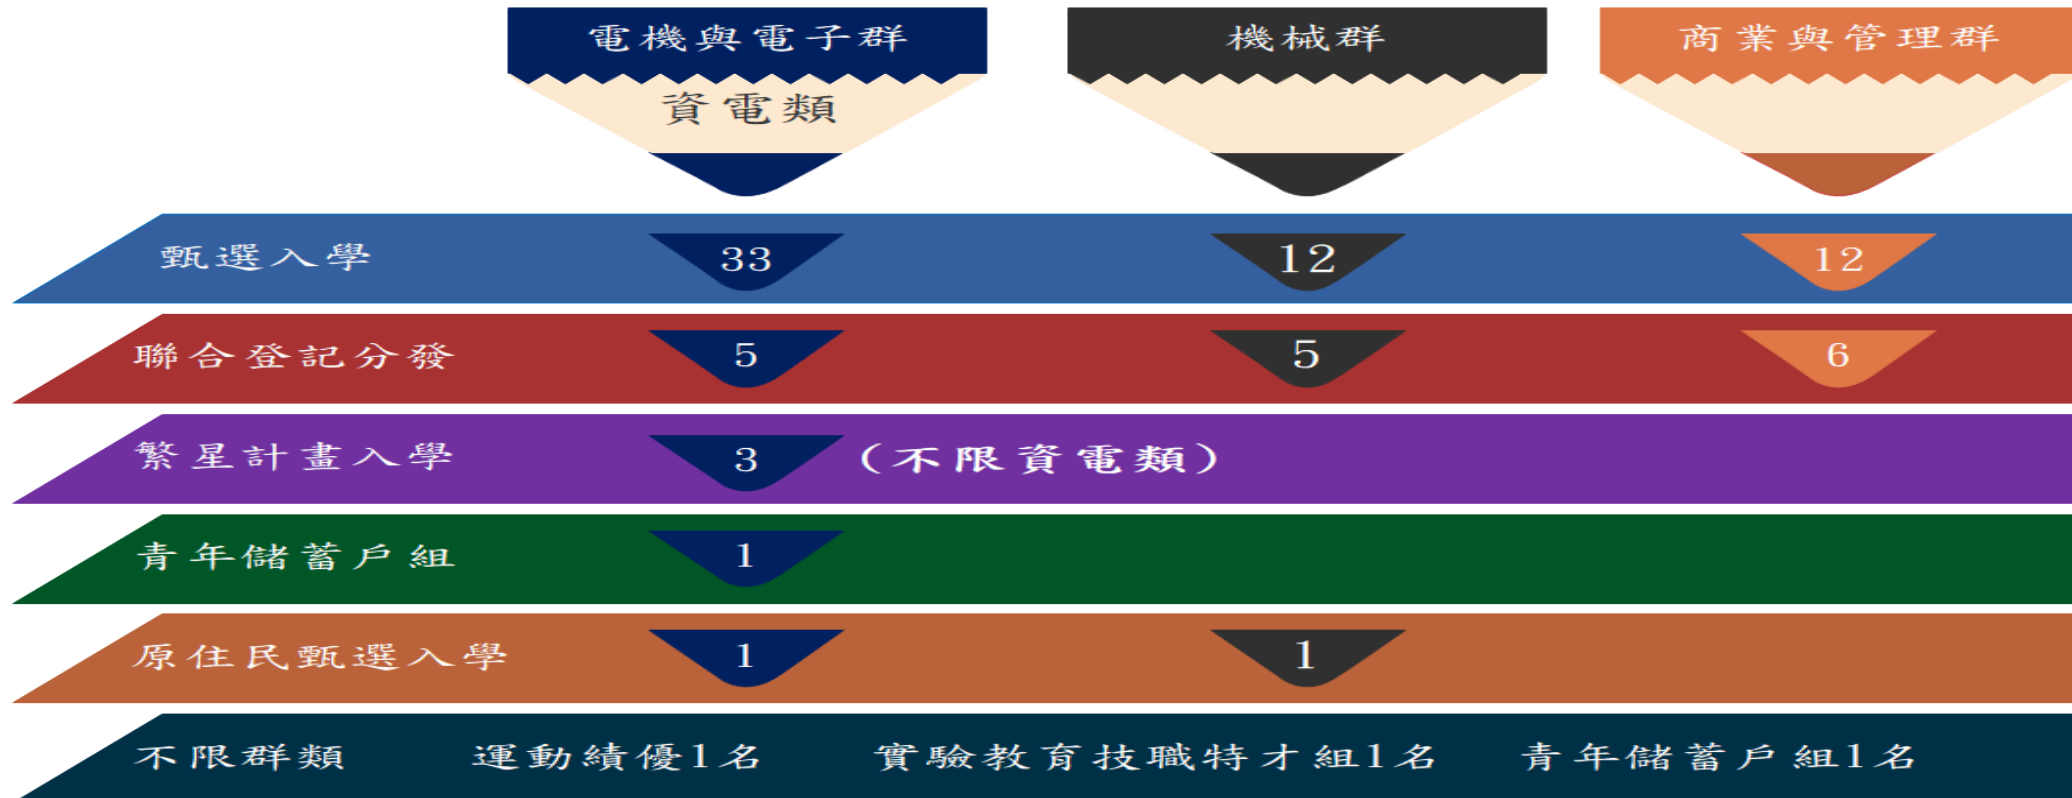 電機與電子群 機械群 商業與管理群
資電類
甄選入學 33 12 12
聯合登記分發 5 5 6
繁星計畫入學 3 (不限資電類)
青年儲蓄戶組 1
原住民甄選入學 1 1
不限群類 運動績優1名 實驗教育技職特才組1名 青年儲蓄戶組1名